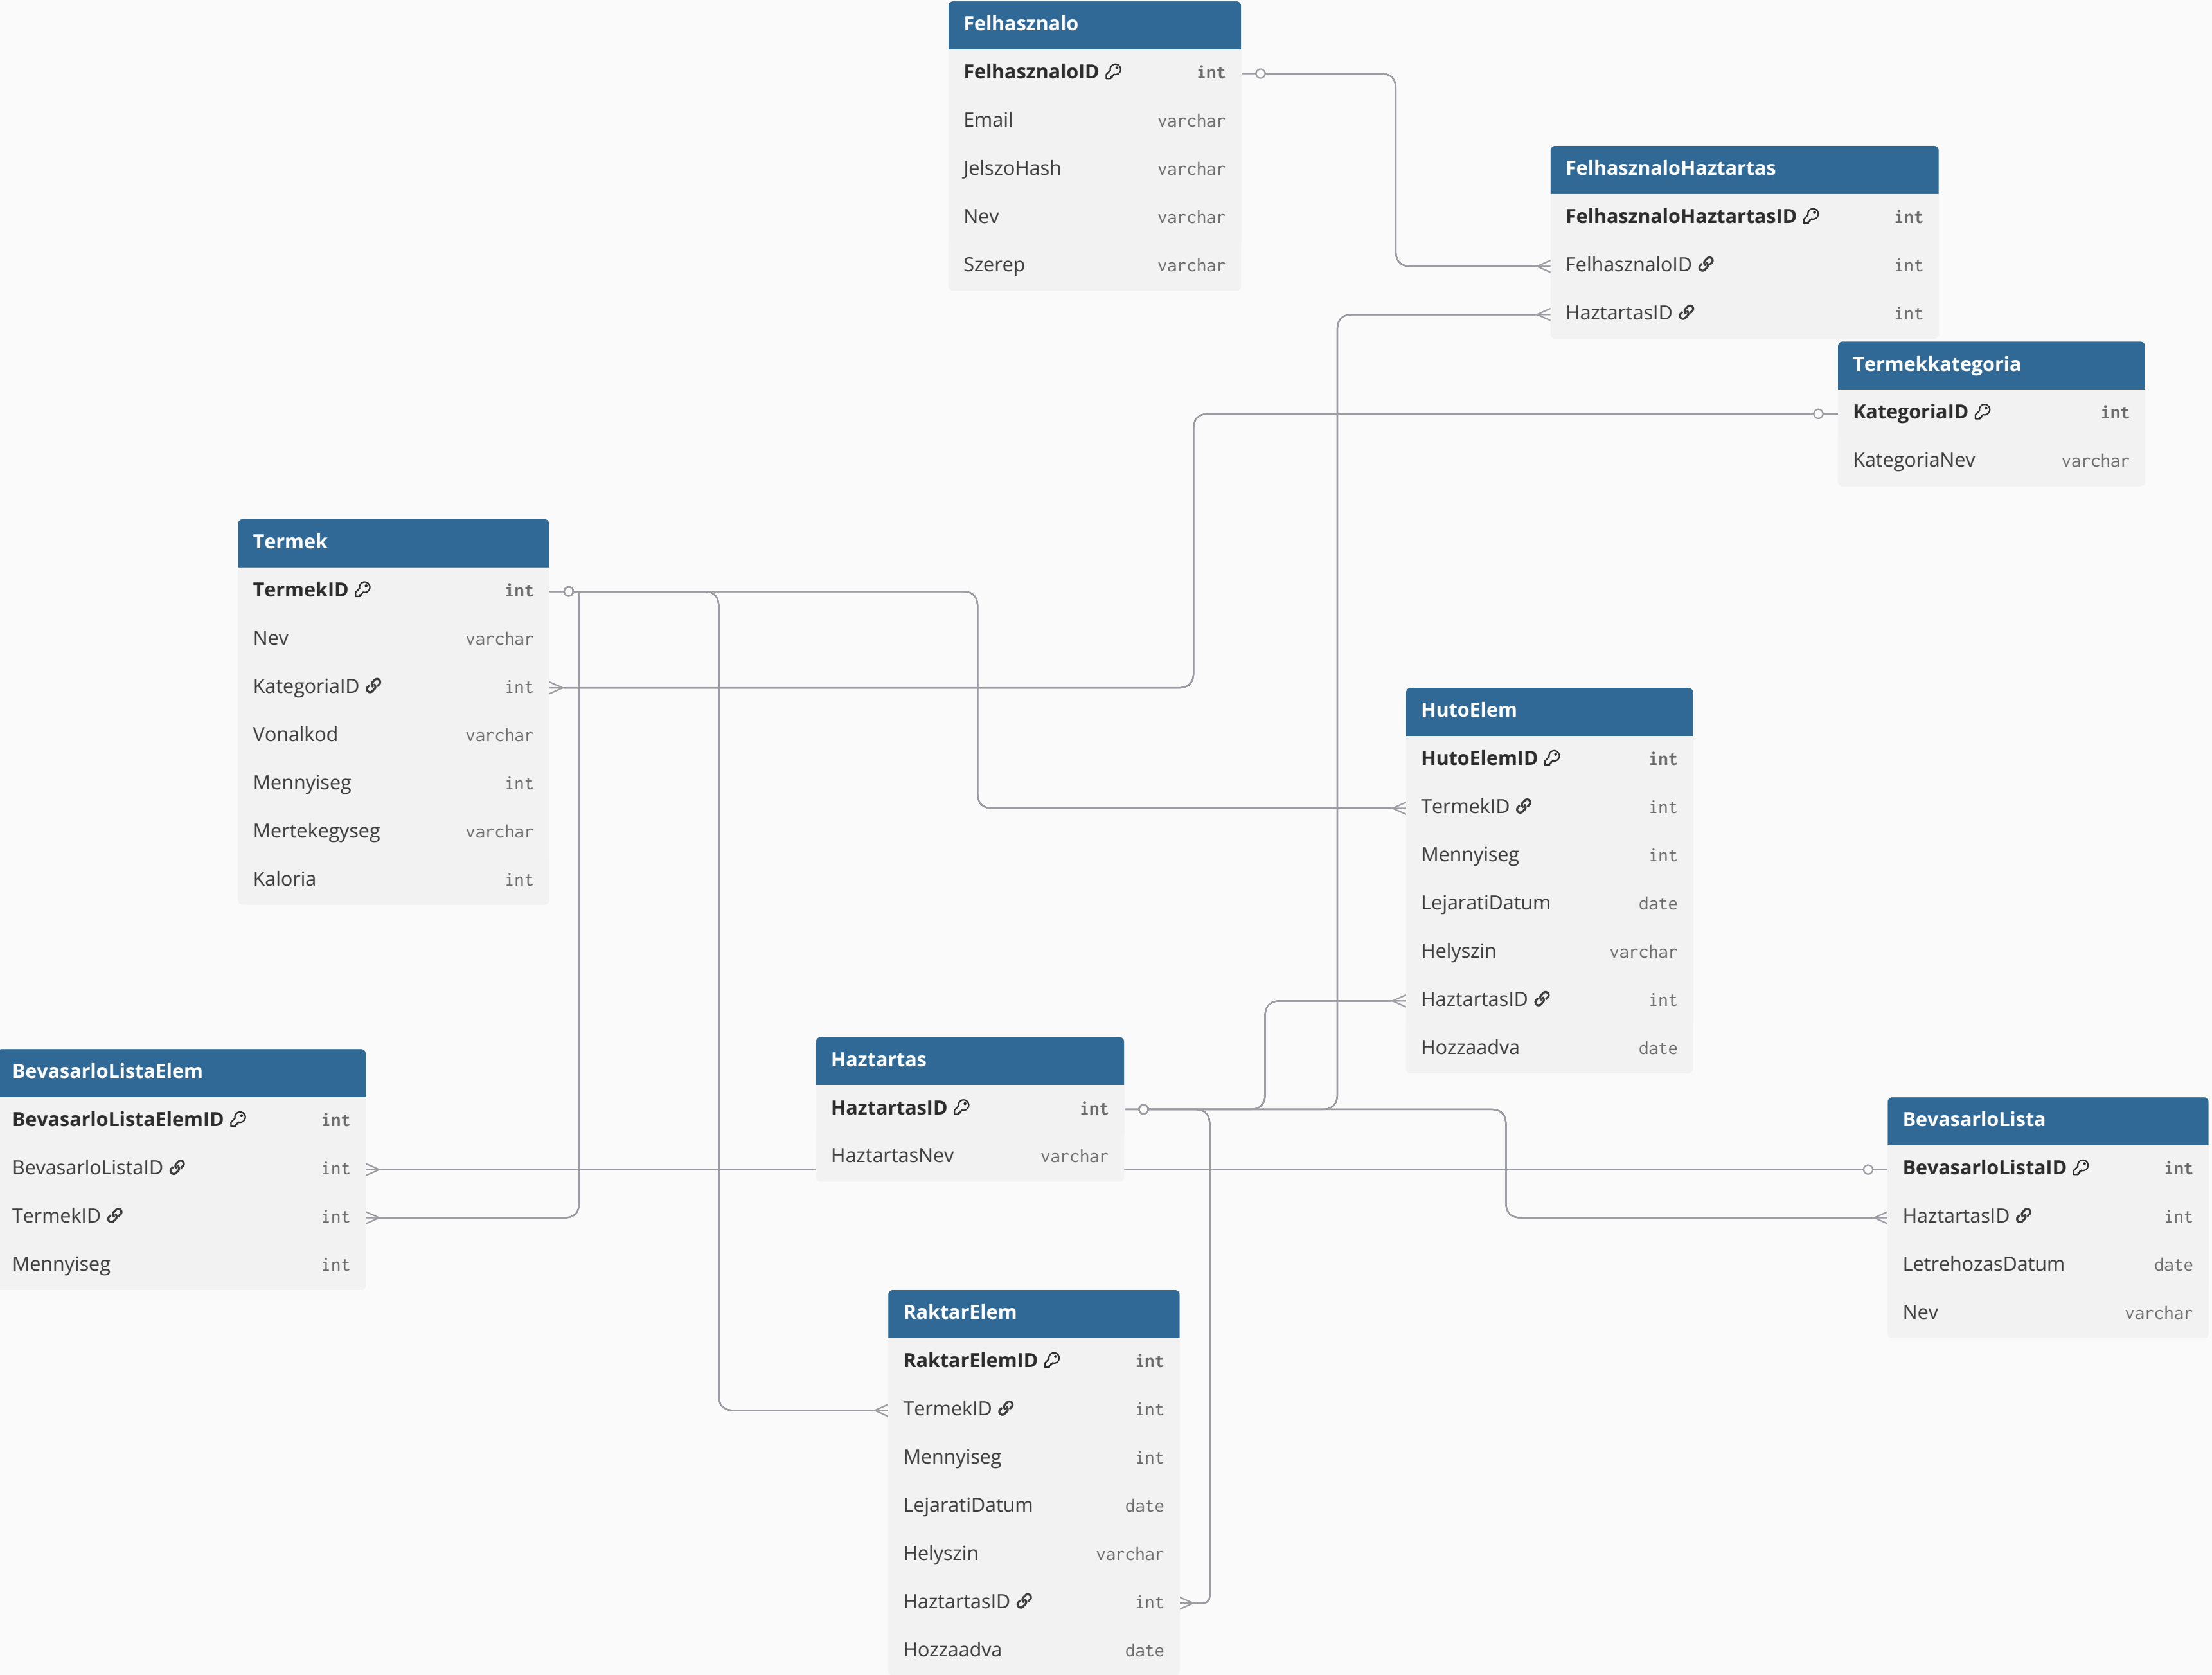 Felhasznalo
FelhasznaloID int
Email varchar
JelszoHash varchar
Nev varchar
Szerep varchar
FelhasznaloHaztartas
FelhasznaloHaztartasID int
FelhasznaloID int
HaztartasID int
Termekkategoria
KategoriaID int
KategoriaNev varchar
Termek
TermekID int
Nev varchar
KategoriaID int
Vonalkod varchar
Mennyiseg int
Mertekegyseg varchar
Kaloria int
HutoElem
HutoElemID int
TermekID int
Mennyiseg int
LejaratiDatum date
Helyszin varchar
HaztartasID int
Hozzaadva date
BevasarloListaElem
BevasarloListaElemID int
BevasarloListaID int
TermekID int
Mennyiseg int
Haztartas
HaztartasID int
HaztartasNev varchar
BevasarloLista
BevasarloListaID int
HaztartasID int
LetrehozasDatum date
Nev varchar
RaktarElem
RaktarElemID int
TermekID int
Mennyiseg int
LejaratiDatum date
Helyszin varchar
HaztartasID int
Hozzaadva date